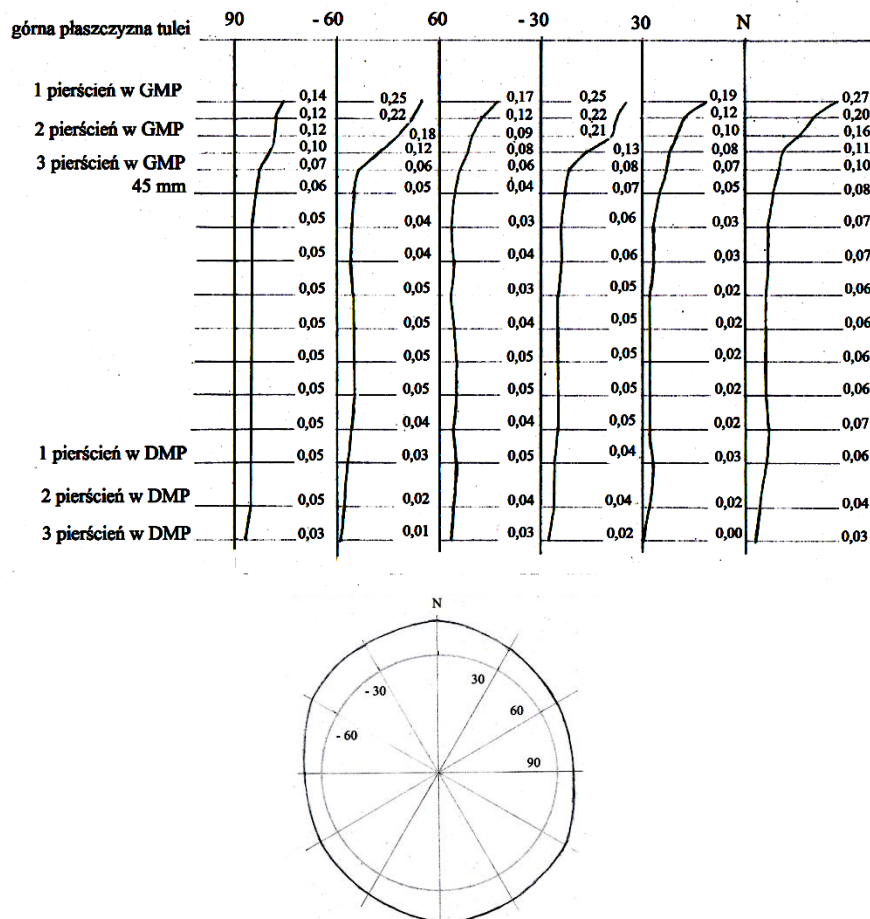 górna płaszczyzna tulei 90 - 60 60 - 30 30 N
1 pierścień w GMP 0,14 0,25 0,17 0,25 0,19 0,27
0,12 0,22 0,12 0,22 0,12 0,20
2 pierścień w GMP 0,12 0,18 0,09 0,21 0,10 0,16
0,10 0,12 0,08 0,13 0,08 0,11
3 pierścień w GMP 0,07 0,06 0,06 0,08 0,07 0,10
45 mm 0,06 0,05 0,04 0,07 0,05 0,08
0,05 0,04 0,03 0,06 0,03 0,07
0,05 0,04 0,04 0,06 0,03 0,07
0,05 0,05 0,03 0,05 0,02 0,06
0,05 0,05 0,04 0,05 0,02 0,06
0,05 0,05 0,05 0,05 0,02 0,06
0,05 0,05 0,05 0,05 0,02 0,06
0,05 0,04 0,04 0,05 0,02 0,07
1 pierścień w DMP 0,05 0,03 0,05 0,04 0,03 0,06
2 pierścień w DMP 0,05 0,02 0,04 0,04 0,02 0,04
3 pierścień w DMP 0,03 0,01 0,03 0,02 0,00 0,03
N
- 30 30
- 60 60
90